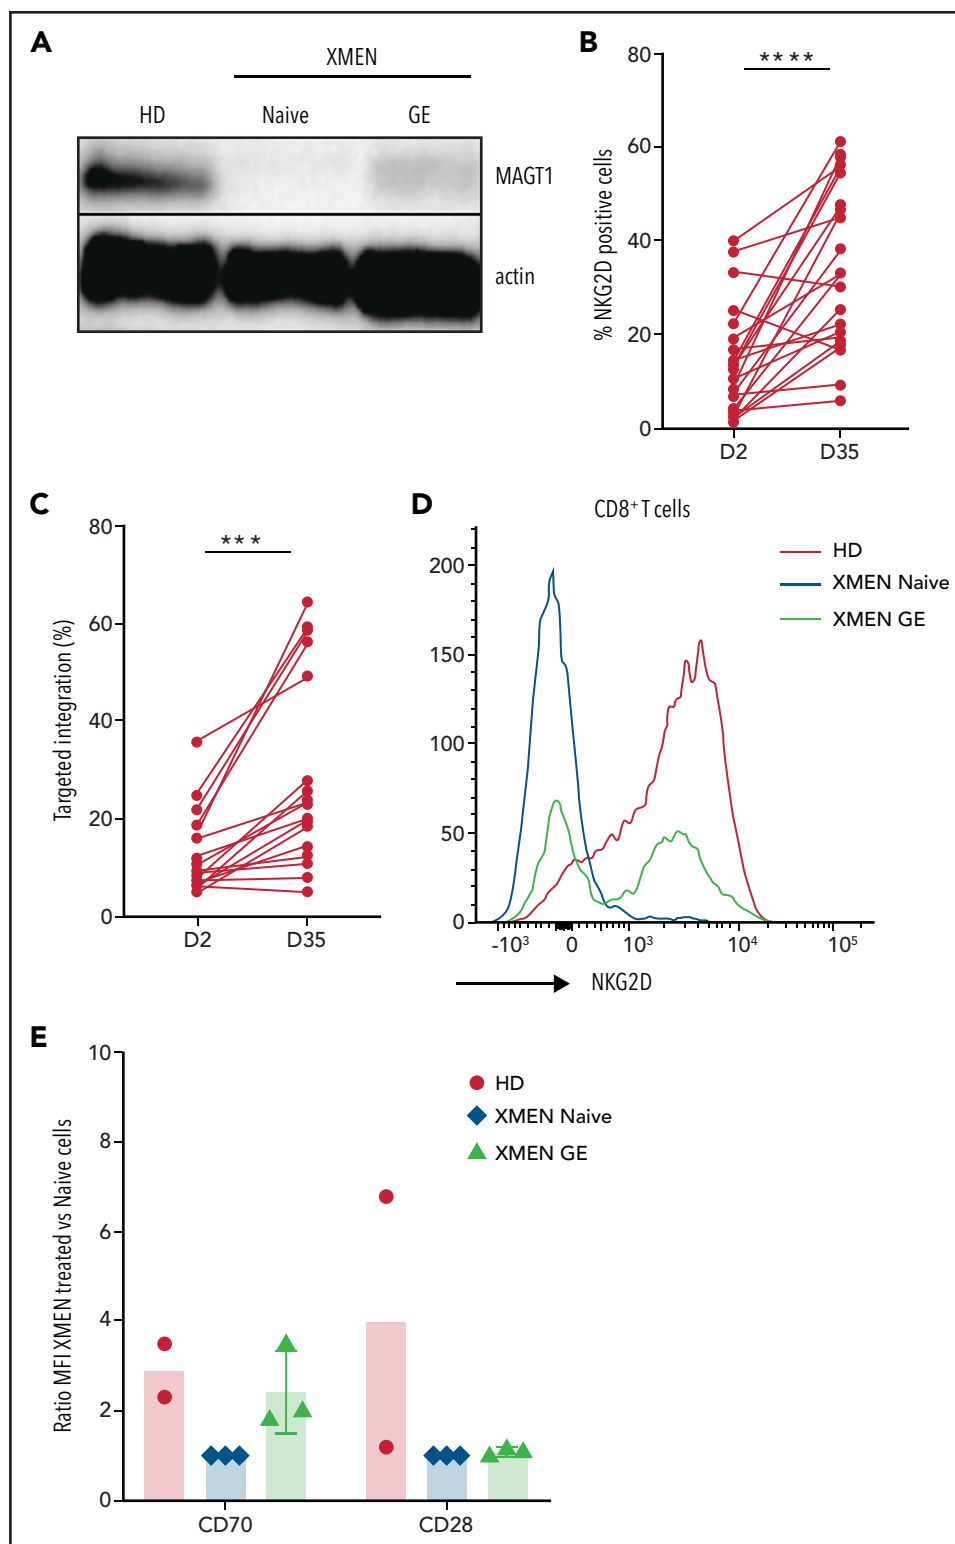 A
XMEN
HD Naive GE
MAGT1
actin
B
80
60
40
20
0
% NKG2D positive cells
****
D2 D35
C
80
60
40
20
0
Targeted integration (%)
***
D2 D35
D
CD8+ T cells
HD
XMEN Naive
XMEN GE
200
150
100
50
0
-10³ 0 10³ 10⁴ 10⁵
NKG2D
E
10
8
6
4
2
0
Ratio MFI XMEN treated vs Naive cells
HD
XMEN Naive
XMEN GE
CD70 CD28